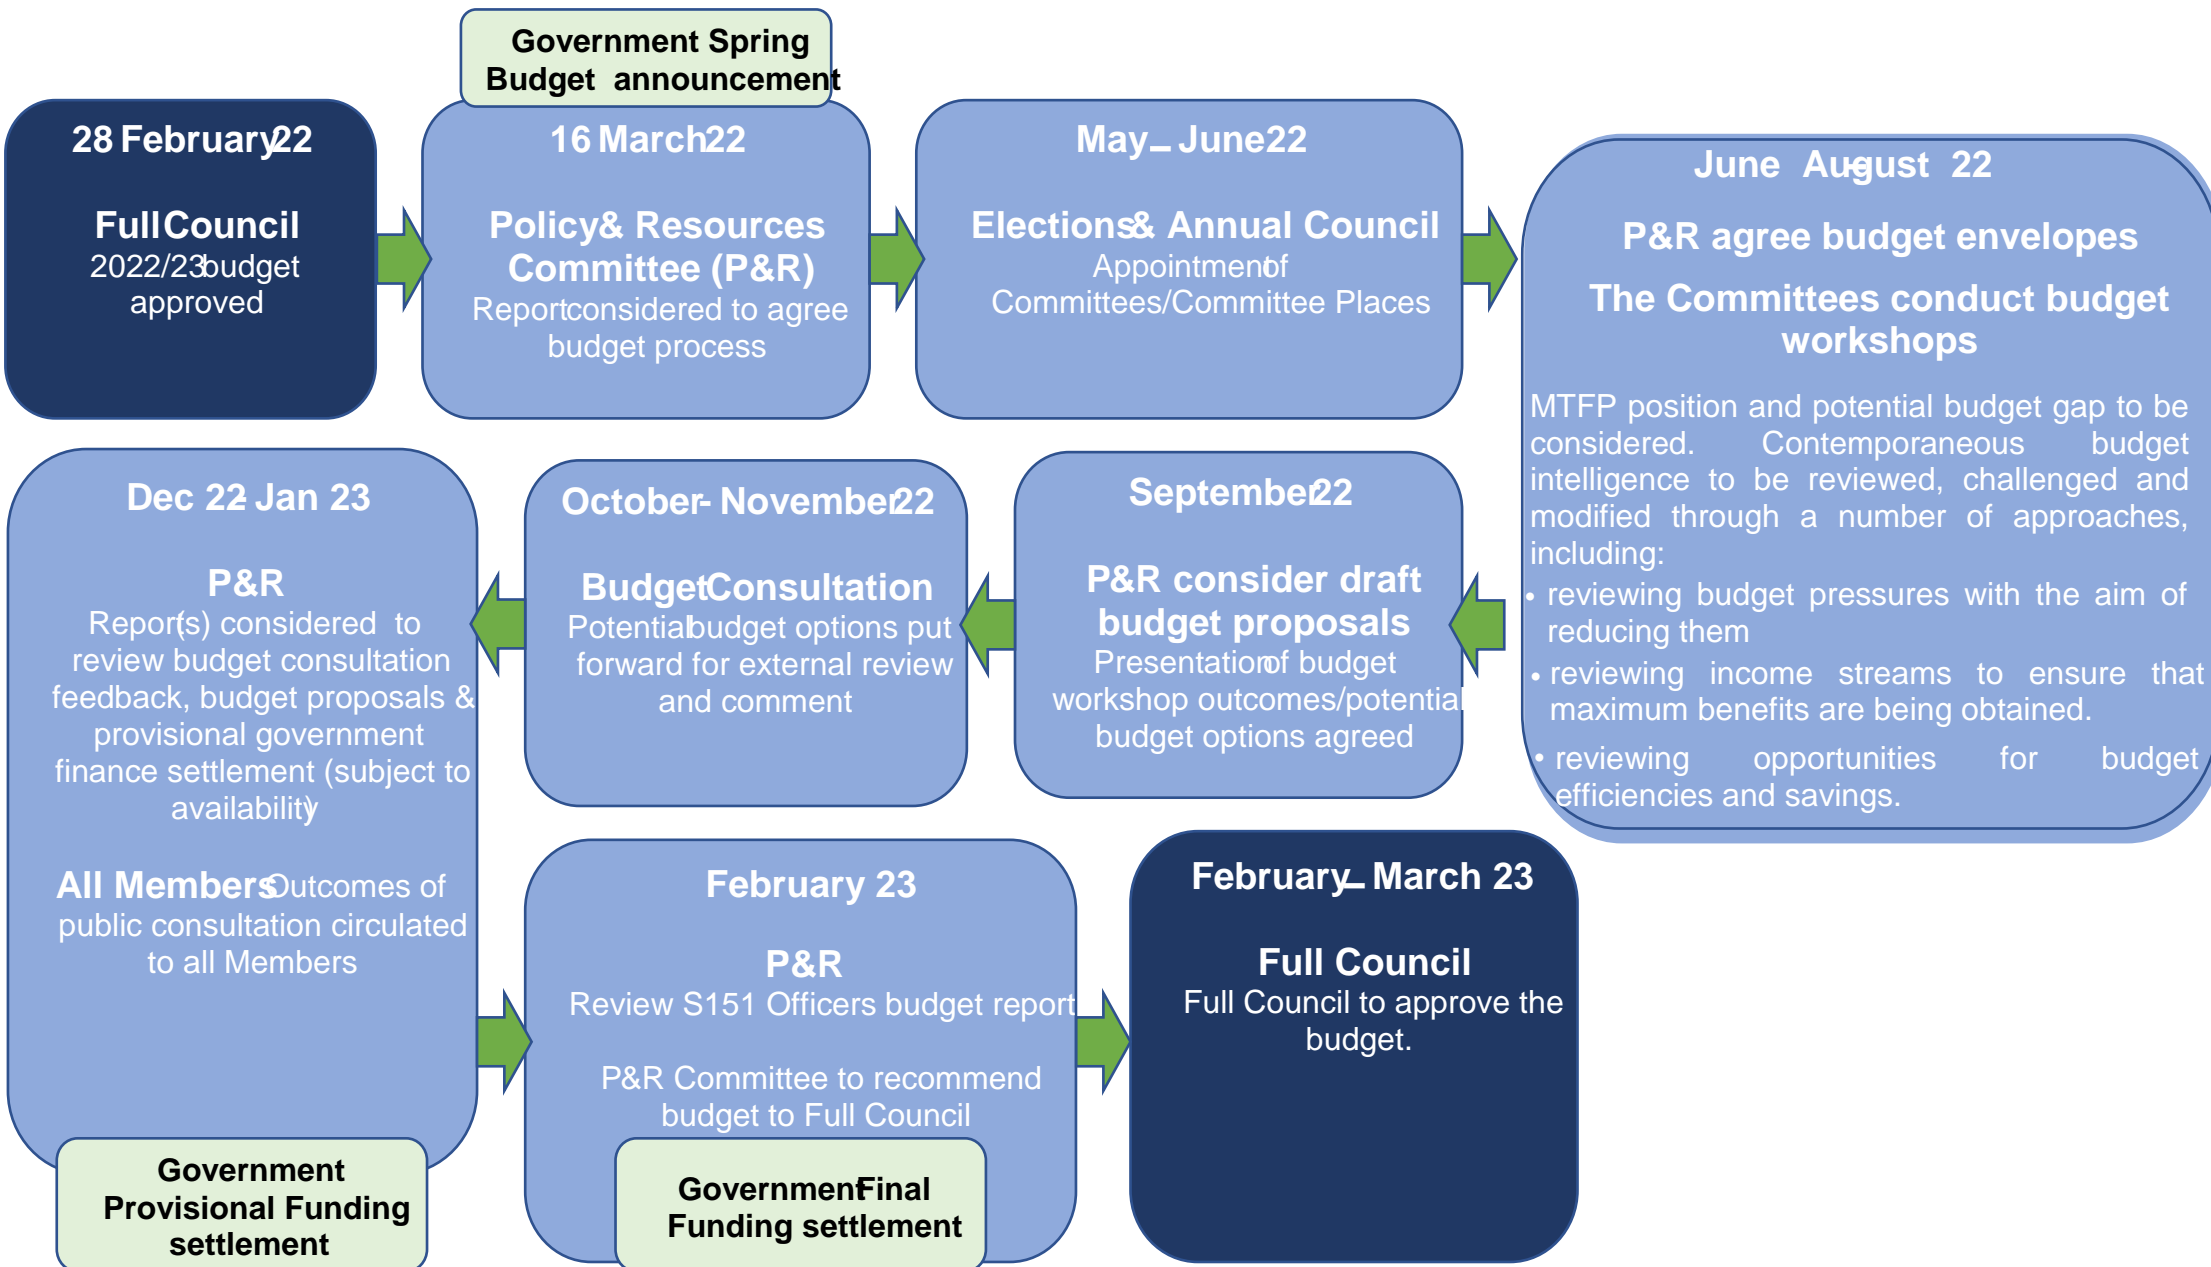 Government Spring
Budget announcement
28 February 22
Full Council
2022/23 budget
approved
16 March 22
Policy & Resources
Committee (P&R)
Report considered to agree
budget process
May – June 22
Elections & Annual Council
Appointment of
Committees/Committee Places
June – August 22
P&R agree budget envelopes
The Committees conduct budget
workshops
MTFP position and potential budget gap to be
considered. Contemporaneous budget
intelligence to be reviewed, challenged and
modified through a number of approaches,
including:
• reviewing budget pressures with the aim of
reducing them
• reviewing income streams to ensure that
maximum benefits are being obtained.
• reviewing opportunities for budget
efficiencies and savings.
September 22
P&R consider draft
budget proposals
Presentation of budget
workshop outcomes/potential
budget options agreed
October - November 22
Budget Consultation
Potential budget options put
forward for external review
and comment
Dec 22 - Jan 23
P&R
Report(s) considered to
review budget consultation
feedback, budget proposals &
provisional government
finance settlement (subject to
availability)
All Members Outcomes of
public consultation circulated
to all Members
Government
Provisional Funding
settlement
February 23
P&R
Review S151 Officers budget report
P&R Committee to recommend
budget to Full Council
Government Final
Funding settlement
February – March 23
Full Council
Full Council to approve the
budget.